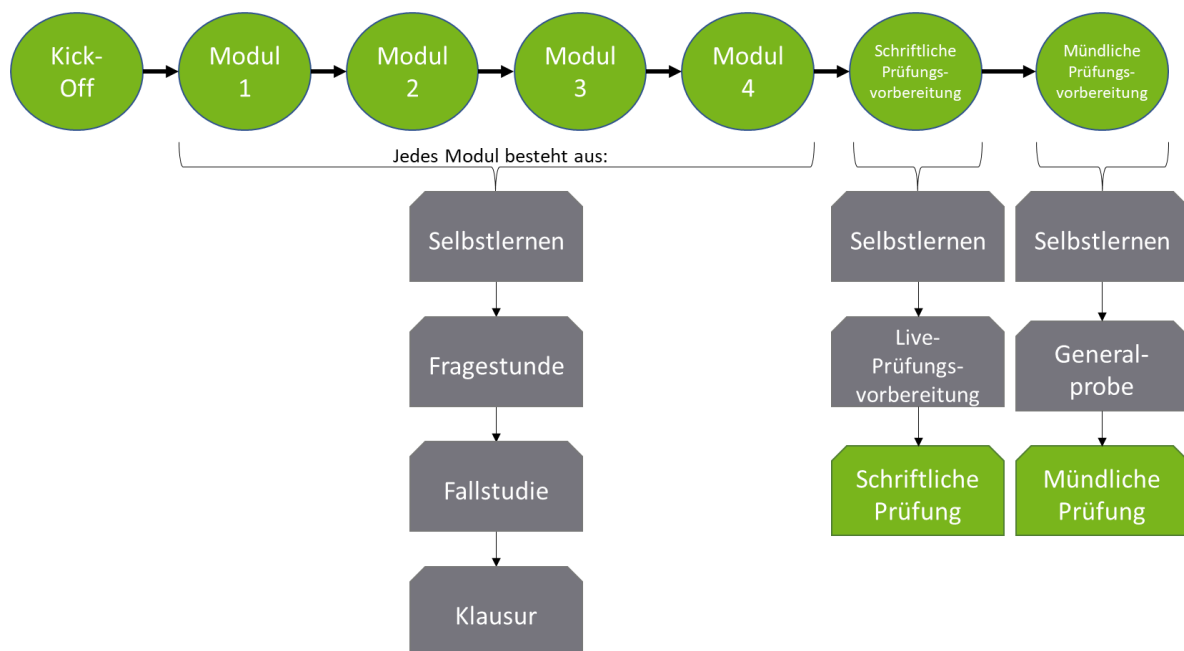 Kick-
Off
Modul
1
Modul
2
Modul
3
Modul
4
Schriftliche
Prüfungs-
vorbereitung
Mündliche
Prüfungs-
vorbereitung
Jedes Modul besteht aus:
Selbstlernen
Fragestunde
Fallstudie
Klausur
Selbstlernen
Live-
Prüfungs-
vorbereitung
Schriftliche
Prüfung
Selbstlernen
General-
probe
Mündliche
Prüfung